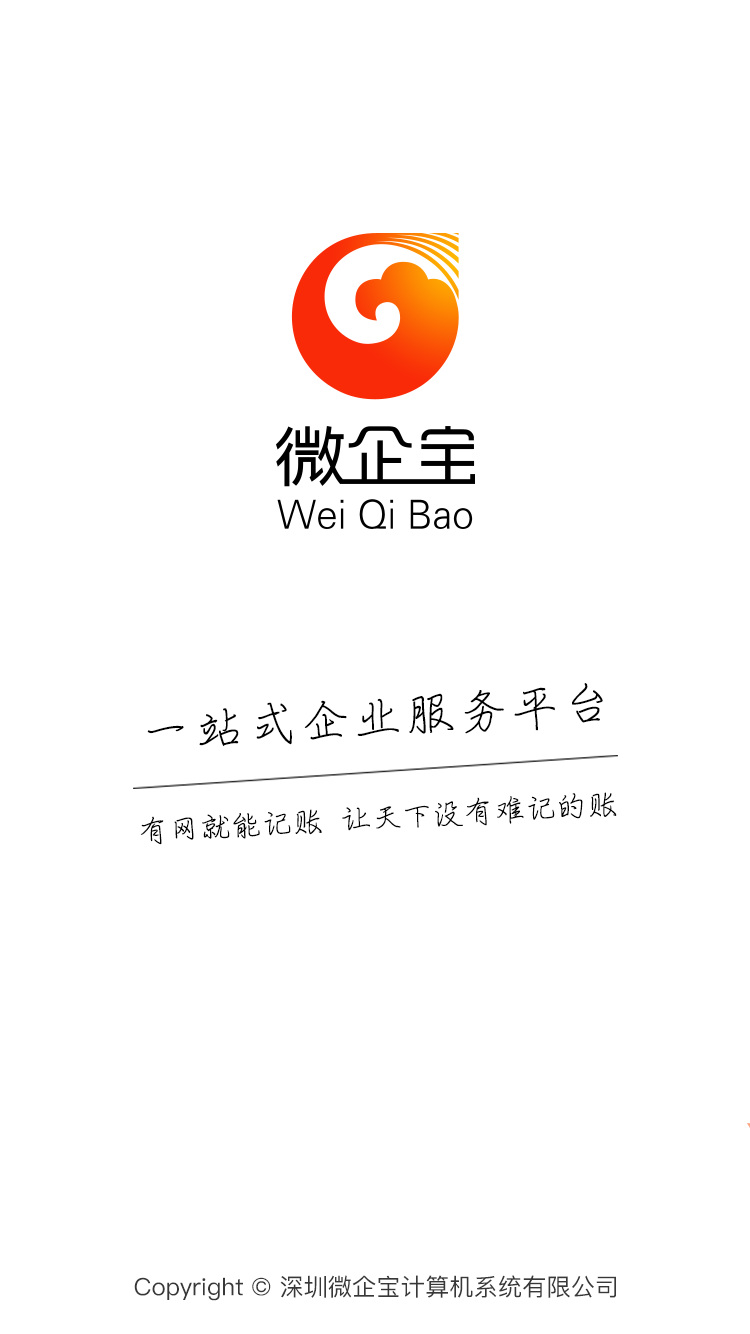 微企宝
Wei Qi Bao
一站式企业服务平台
有网就能记账 让天下没有难记的账
Copyright © 深圳微企宝计算机系统有限公司